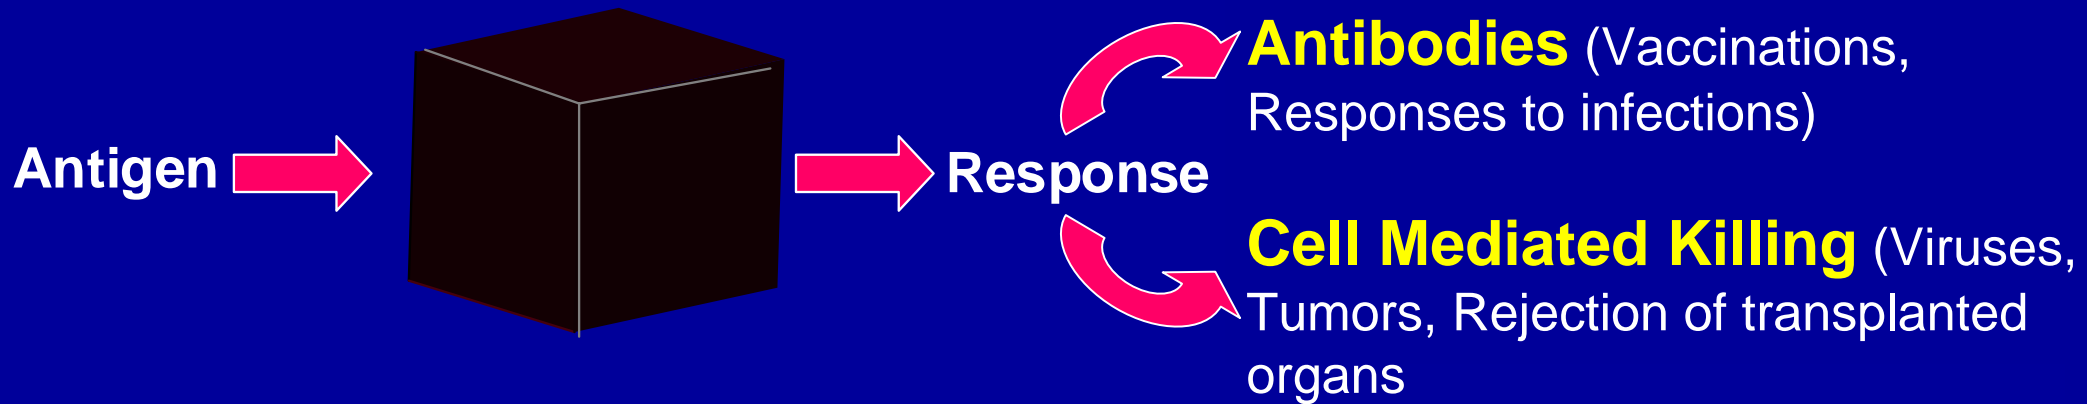 Antigen
Response
Antibodies (Vaccinations,
Responses to infections)
Cell Mediated Killing (Viruses,
Tumors, Rejection of transplanted
organs